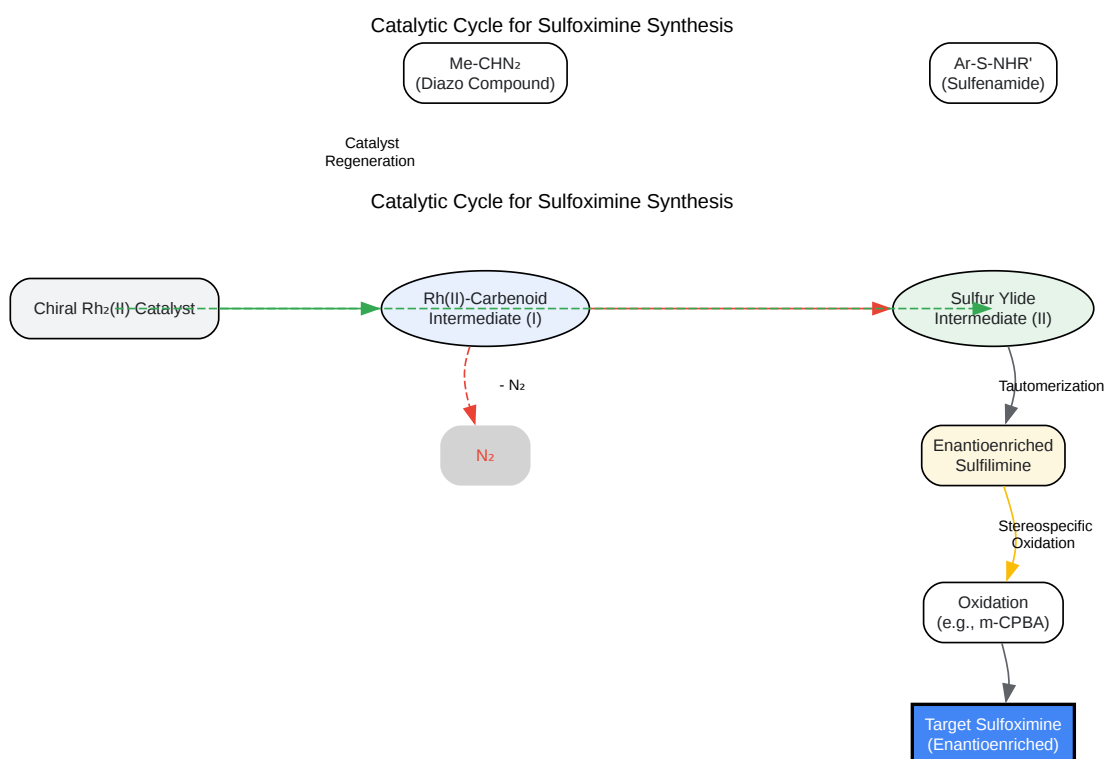 Catalytic Cycle for Sulfoximine Synthesis
Me-CHN₂
(Diazo Compound)
Ar-S-NHR'
(Sulfenamide)
Catalyst
Regeneration
Catalytic Cycle for Sulfoximine Synthesis
Chiral Rh₂(II) Catalyst
Rh(II)-Carbenoid
Intermediate (I)
Sulfur Ylide
Intermediate (II)
- N₂
Tautomerization
N₂
Enantioenriched
Sulfilimine
Stereospecific
Oxidation
Oxidation
(e.g., m-CPBA)
Target Sulfoximine
(Enantioenriched)